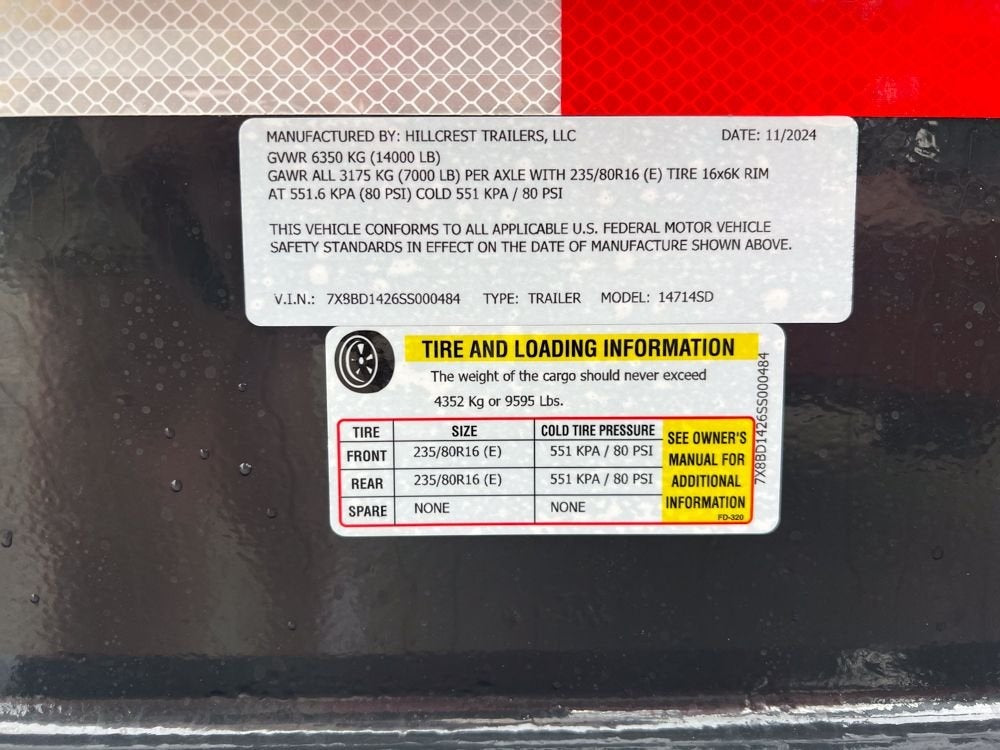 MANUFACTURED BY: HILLCREST TRAILERS, LLC DATE: 11/2024
GVWR 6350 KG (14000 LB)
GAWR ALL 3175 KG (7000 LB) PER AXLE WITH 235/80R16 (E) TIRE 16x6K RIM
AT 551.6 KPA (80 PSI) COLD 551 KPA / 80 PSI
THIS VEHICLE CONFORMS TO ALL APPLICABLE U.S. FEDERAL MOTOR VEHICLE
SAFETY STANDARDS IN EFFECT ON THE DATE OF MANUFACTURE SHOWN ABOVE.
V.I.N.: 7X8BD1426SS000484 TYPE: TRAILER MODEL: 14714SD
TIRE AND LOADING INFORMATION
The weight of the cargo should never exceed
4352 Kg or 9595 Lbs.
TIRE SIZE COLD TIRE PRESSURE
FRONT 235/80R16 (E) 551 KPA / 80 PSI
REAR 235/80R16 (E) 551 KPA / 80 PSI
SPARE NONE NONE
SEE OWNER'S
MANUAL FOR
ADDITIONAL
INFORMATION
FD-320
7X8BD1426SS000484